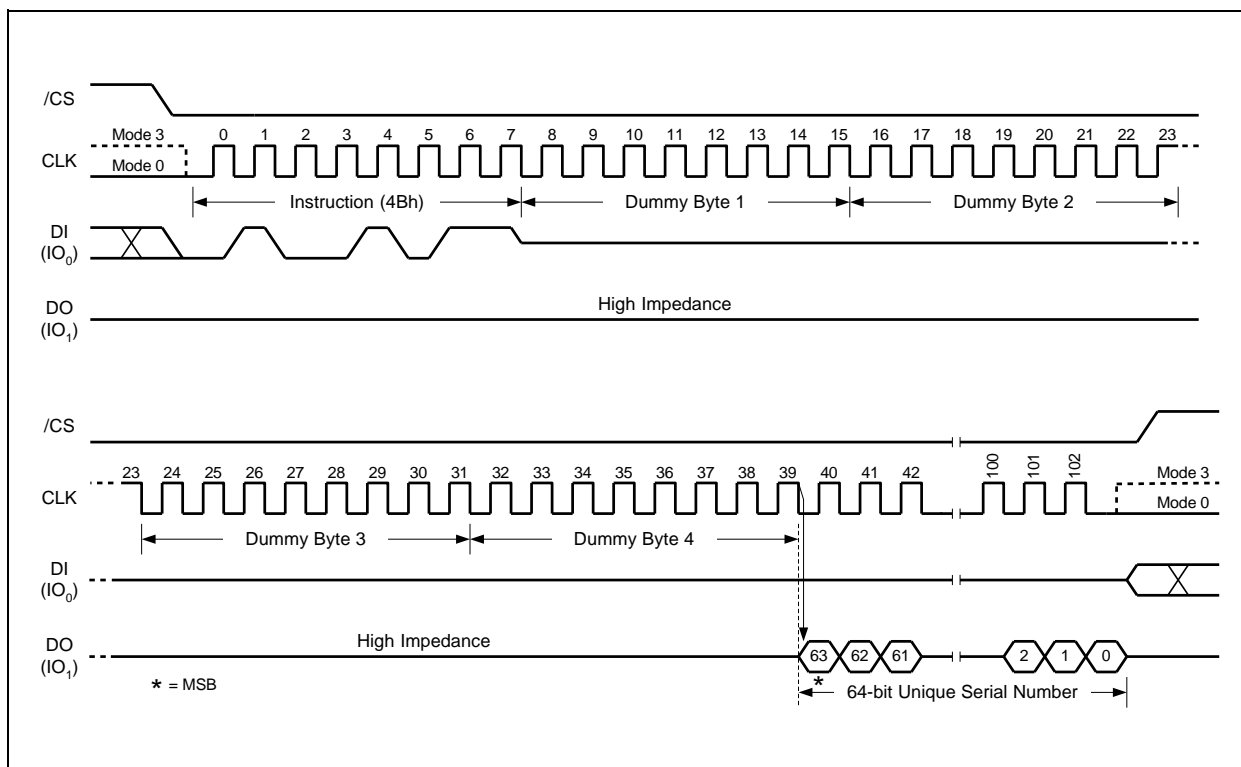 /CS
Mode 3
0 1 2 3 4 5 6 7 8 9 10 11 12 13 14 15 16 17 18 19 20 21 22 23
CLK
Mode 0
Instruction (4Bh) Dummy Byte 1 Dummy Byte 2
DI
(IO0)
High Impedance
DO
(IO1)
/CS
23 24 25 26 27 28 29 30 31 32 33 34 35 36 37 38 39 40 41 42 100 101 102
Mode 3
CLK
Mode 0
Dummy Byte 3 Dummy Byte 4
DI
(IO0)
High Impedance
DO
(IO1)
63 62 61 2 1 0
* = MSB
*
64-bit Unique Serial Number